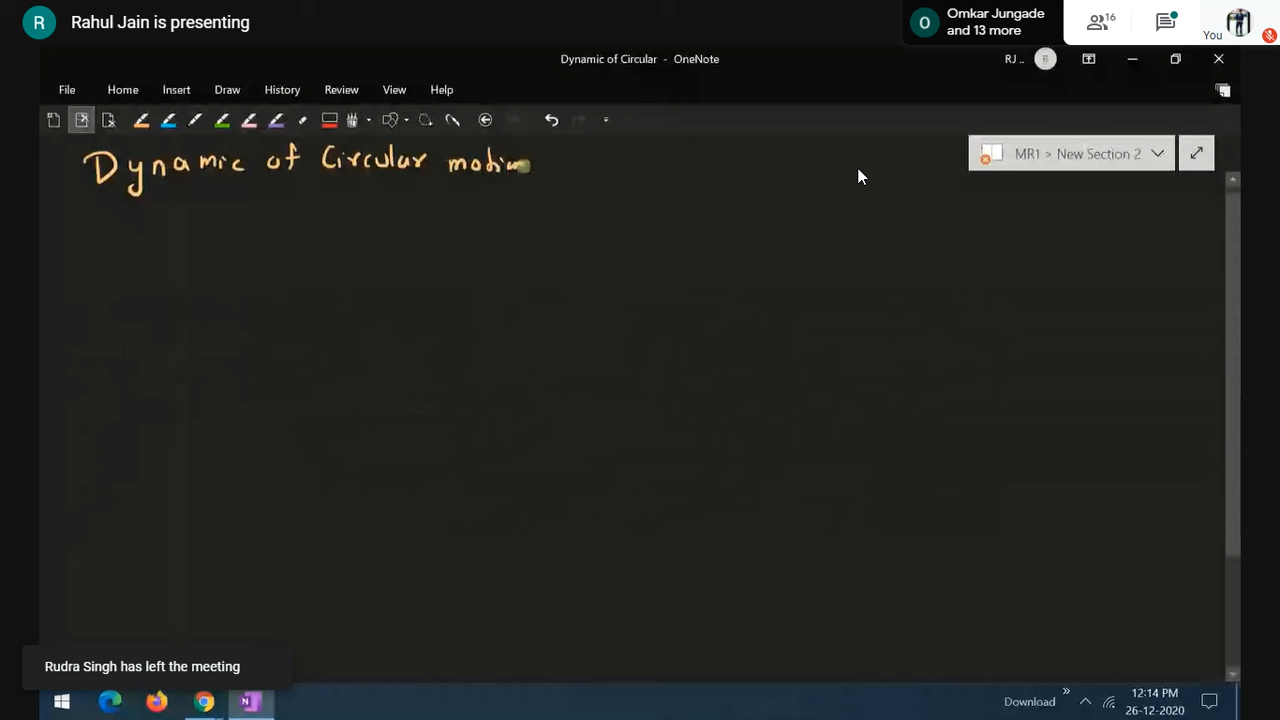 R Rahul Jain is presenting
O Omkar Jungade
and 13 more
16
You
Dynamic of Circular - OneNote
RJ ..
R
File Home Insert Draw History Review View Help
Dynamic of Circular motion
MR1 > New Section 2
Rudra Singh has left the meeting
Download »
12:14 PM
26-12-2020